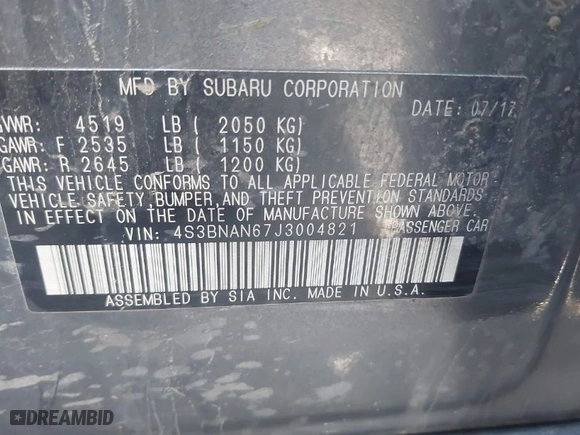 MFD BY SUBARU CORPORATION
DATE: 07/17
GVWR: 4519 LB ( 2050 KG)
GAWR: F 2535 LB ( 1150 KG)
GAWR: R 2645 LB ( 1200 KG)
THIS VEHICLE CONFORMS TO ALL APPLICABLE FEDERAL MOTOR
VEHICLE SAFETY, BUMPER, AND THEFT PREVENTION STANDARDS
IN EFFECT ON THE DATE OF MANUFACTURE SHOWN ABOVE.
VIN: 4S3BNAN67J3004821 PASSENGER CAR
ASSEMBLED BY SIA INC. MADE IN U.S.A.
DREAMBID